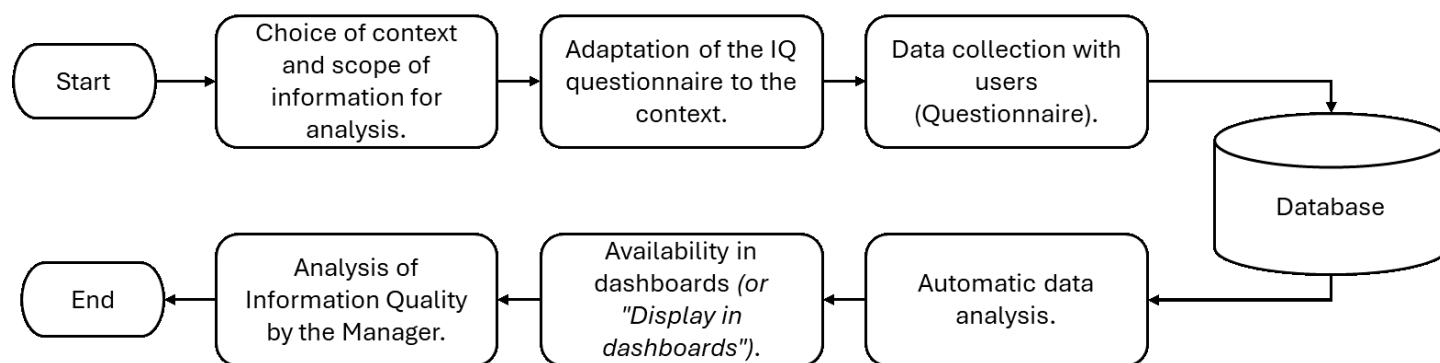 Start
Choice of context
and scope of
information for
analysis.
Adaptation of the IQ
questionnaire to the
context.
Data collection with
users
(Questionnaire).
Database
Automatic data
analysis.
Availability in
dashboards (or
"Display in
dashboards").
Analysis of
Information Quality
by the Manager.
End